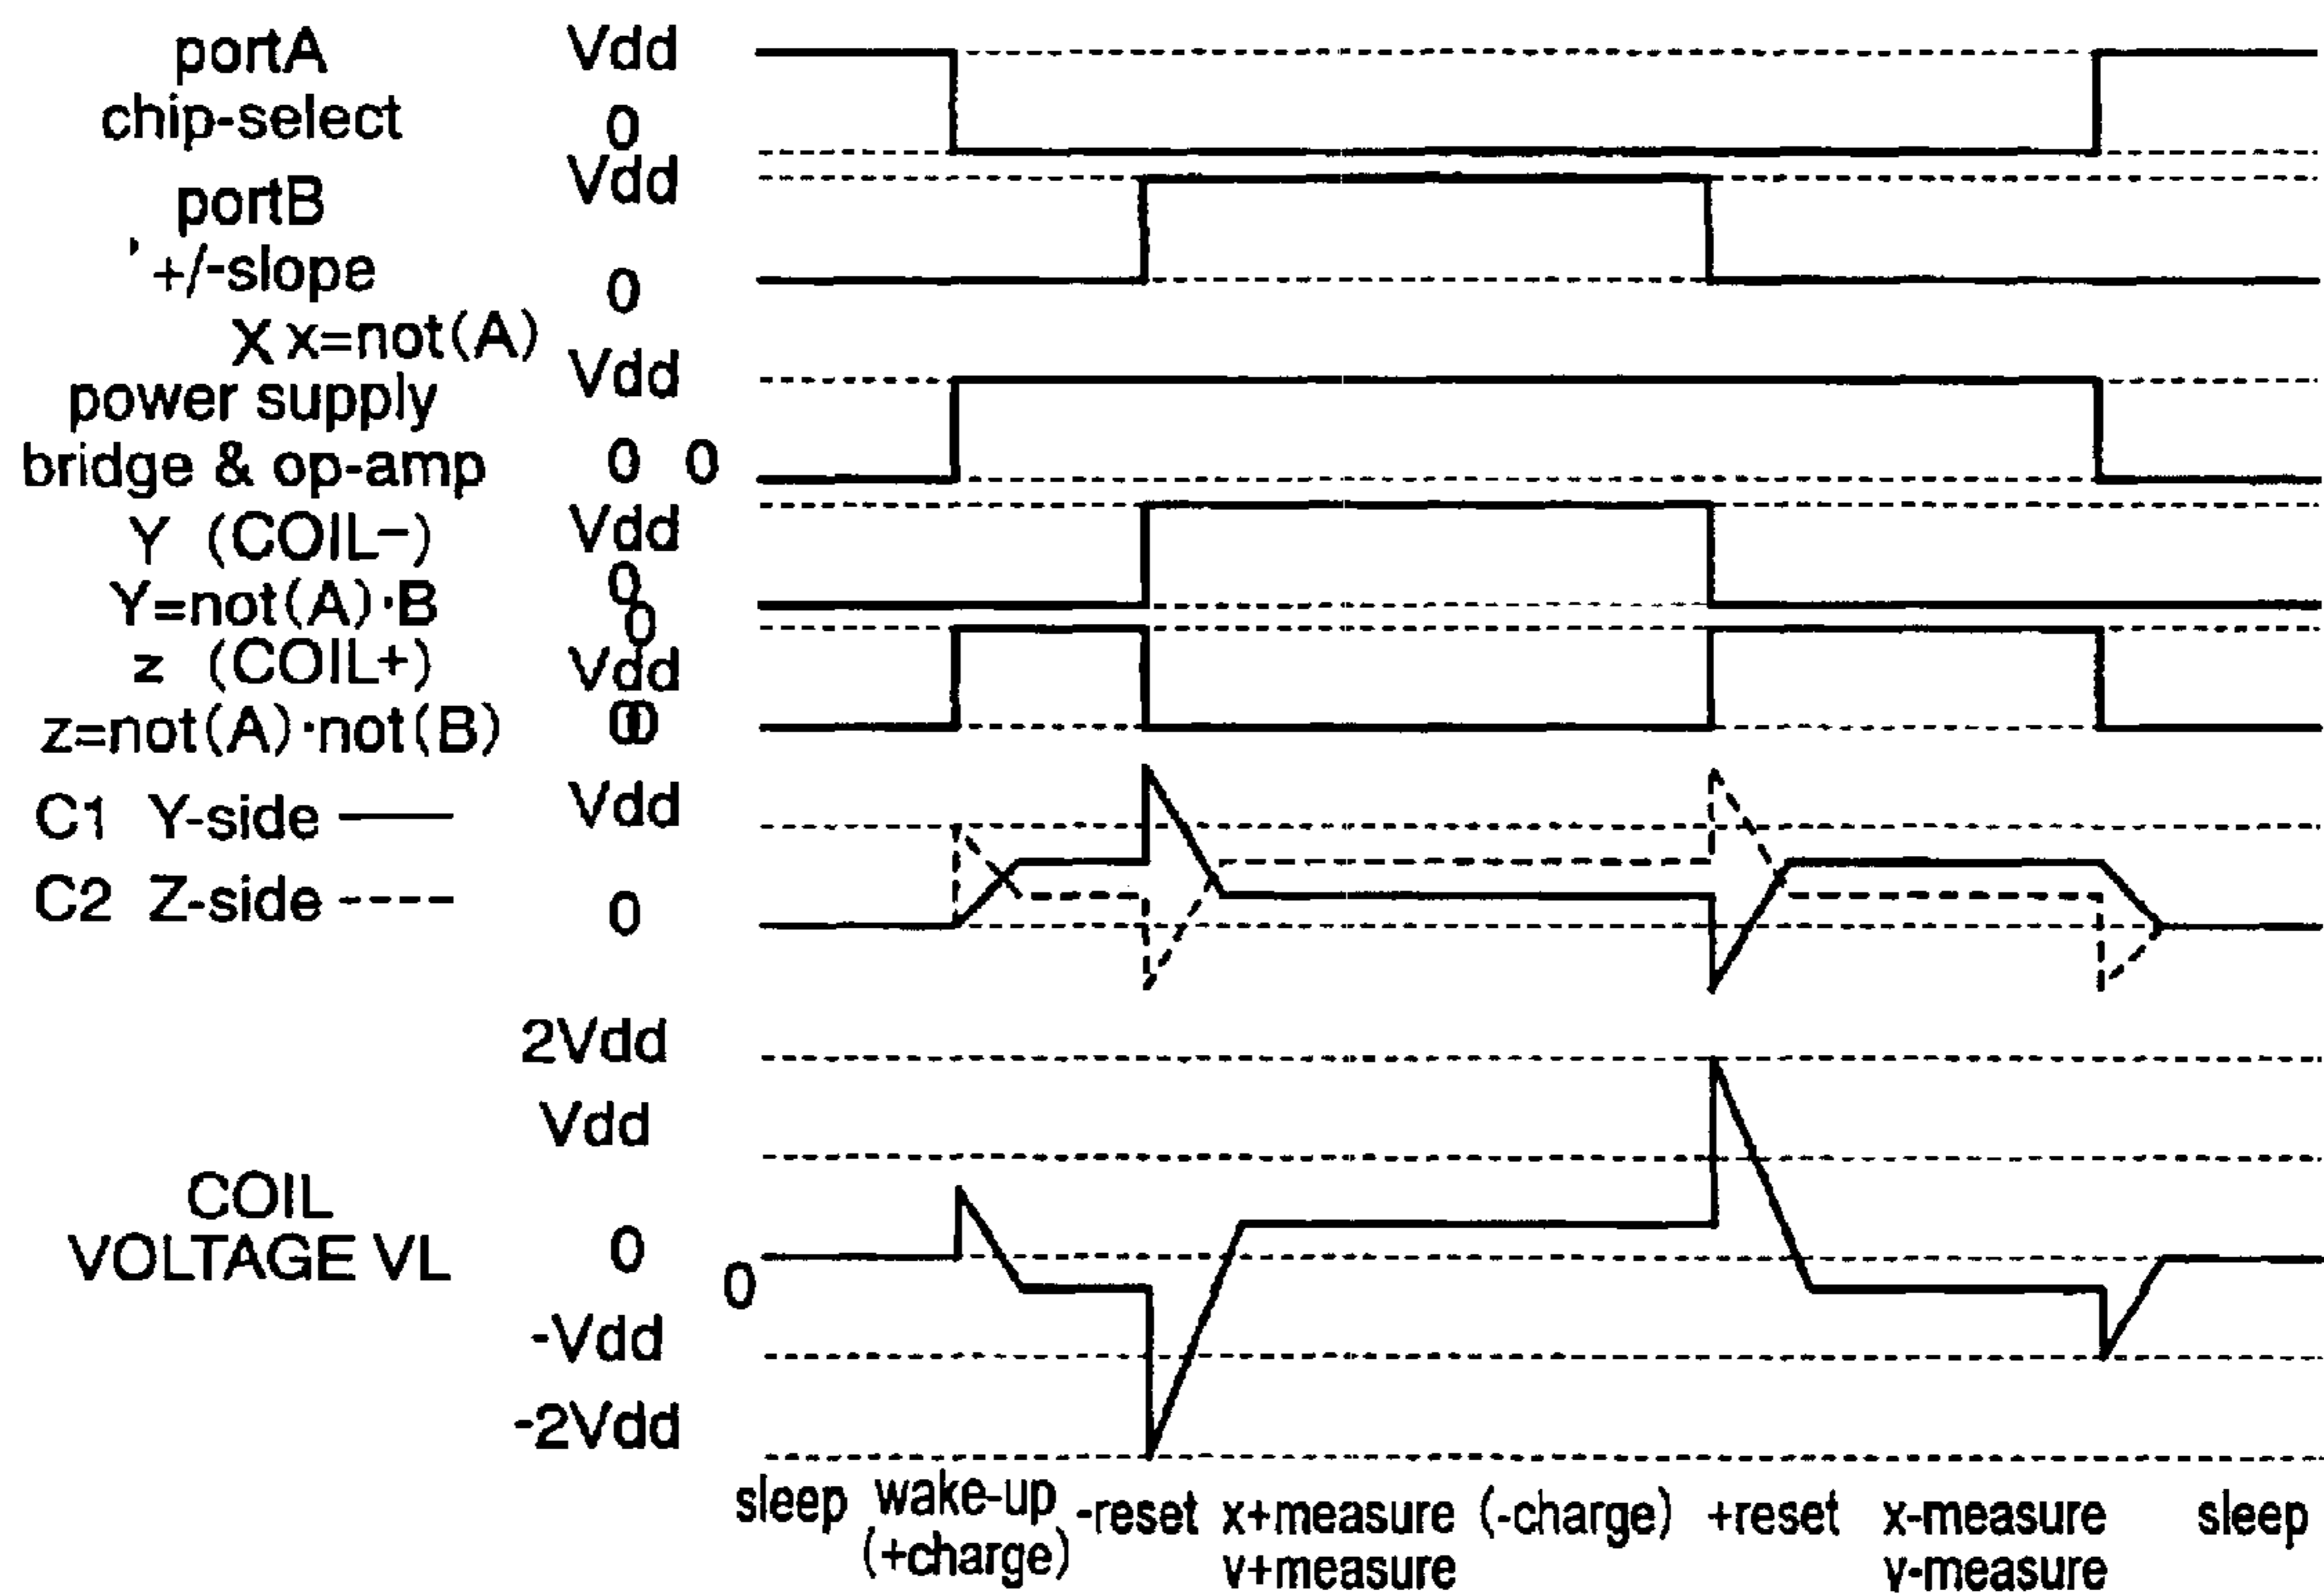 portA Vdd
chip-select 0
Vdd
portB
' +/-slope 0
X x=not(A)
Vdd
power supply
bridge & op-amp 0 0
Y (COIL-) Vdd
0
Y=not(A)·B
0
z (COIL+) Vdd
z=not(A)·not(B) 00
C1 Y-side Vdd
C2 Z-side 0
2Vdd
Vdd
COIL
VOLTAGE VL 0
0
-Vdd
-2Vdd
sleep wake-up -reset x+measure (-charge) +reset x-measure sleep
(+charge) v+measure v-measure